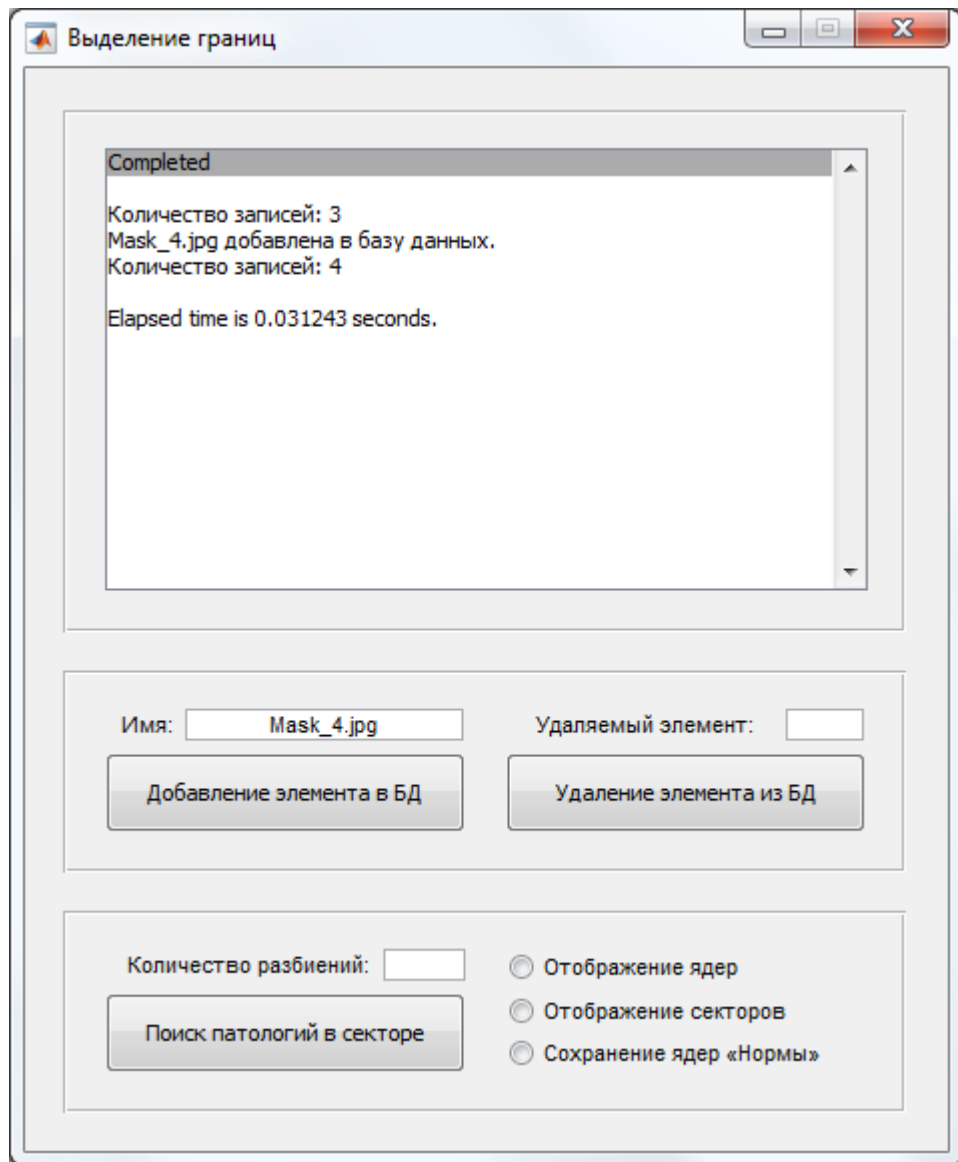 Выделение границ
Completed
Количество записей: 3
Mask_4.jpg добавлена в базу данных.
Количество записей: 4
Elapsed time is 0.031243 seconds.
Имя: Mask_4.jpg Удаляемый элемент:
Добавление элемента в БД Удаление элемента из БД
Количество разбиений: Отображение ядер
Отображение секторов
Поиск патологий в секторе
Сохранение ядер «Нормы»